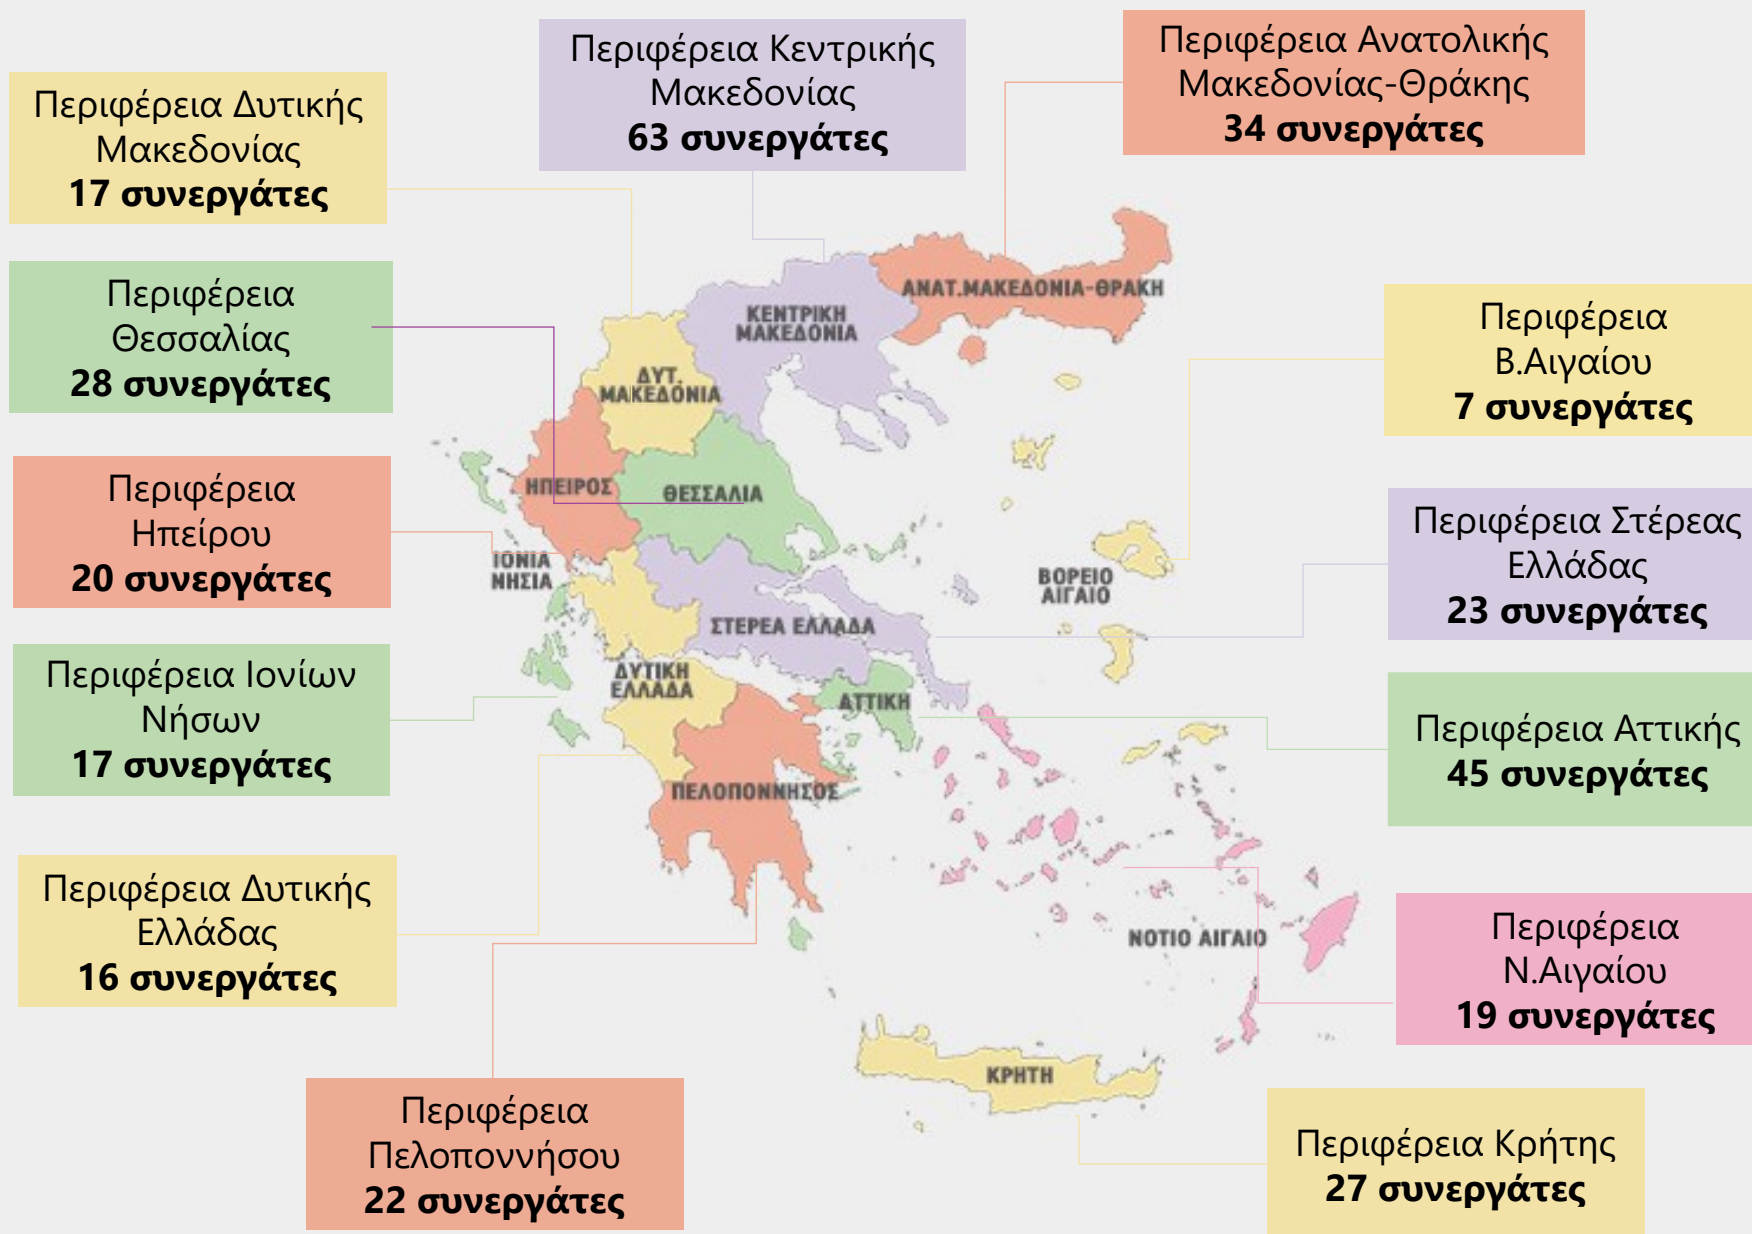 Περιφέρεια Κεντρικής
Μακεδονίας
63 συνεργάτες
Περιφέρεια Ανατολικής
Μακεδονίας-Θράκης
34 συνεργάτες
Περιφέρεια Δυτικής
Μακεδονίας
17 συνεργάτες
Περιφέρεια
Θεσσαλίας
28 συνεργάτες
Περιφέρεια
Β.Αιγαίου
7 συνεργάτες
Περιφέρεια
Ηπείρου
20 συνεργάτες
Περιφέρεια Στέρεας
Ελλάδας
23 συνεργάτες
Περιφέρεια Ιονίων
Νήσων
17 συνεργάτες
Περιφέρεια Αττικής
45 συνεργάτες
Περιφέρεια Δυτικής
Ελλάδας
16 συνεργάτες
Περιφέρεια
Ν.Αιγαίου
19 συνεργάτες
Περιφέρεια
Πελοποννήσου
22 συνεργάτες
Περιφέρεια Κρήτης
27 συνεργάτες
ΑΝΑΤ.ΜΑΚΕΔΟΝΙΑ-ΘΡΑΚΗ
ΚΕΝΤΡΙΚΗ
ΜΑΚΕΔΟΝΙΑ
ΔΥΤ.
ΜΑΚΕΔΟΝΙΑ
ΗΠΕΙΡΟΣ
ΘΕΣΣΑΛΙΑ
ΙΟΝΙΑ
ΝΗΣΙΑ
ΒΟΡΕΙΟ
ΑΙΓΑΙΟ
ΣΤΕΡΕΑ ΕΛΛΑΔΑ
ΔΥΤΙΚΗ
ΕΛΛΑΔΑ
ΑΤΤΙΚΗ
ΠΕΛΟΠΟΝΝΗΣΟΣ
ΝΟΤΙΟ ΑΙΓΑΙΟ
ΚΡΗΤΗ